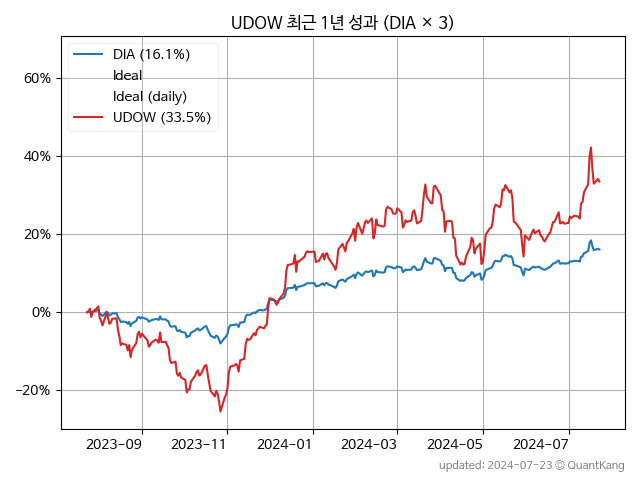 UDOW 최근 1년 성과 (DIA × 3)
DIA (16.1%)
Ideal
Ideal (daily)
UDOW (33.5%)
60%
40%
20%
0%
−20%
2023−09
2023−11
2024−01
2024−03
2024−05
2024−07
updated: 2024−07−23 © QuantKang